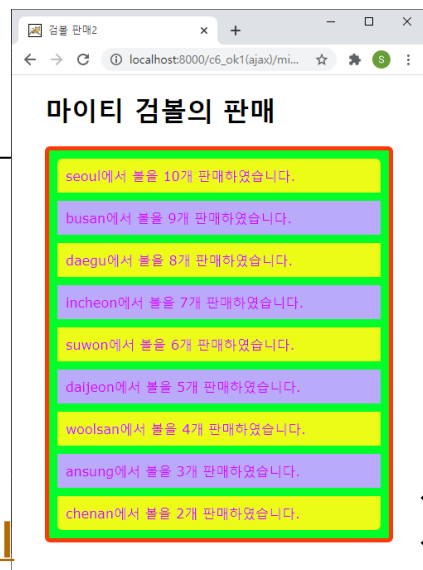 검볼 판매2
localhost:8000/c6_ok1(ajax)/mi...
S
마이티 검볼의 판매
seoul에서 볼을 10개 판매하였습니다.
busan에서 볼을 9개 판매하였습니다.
daegu에서 볼을 8개 판매하였습니다.
incheon에서 볼을 7개 판매하였습니다.
suwon에서 볼을 6개 판매하였습니다.
daijeon에서 볼을 5개 판매하였습니다.
woolsan에서 볼을 4개 판매하였습니다.
ansung에서 볼을 3개 판매하였습니다.
chenan에서 볼을 2개 판매하였습니다.